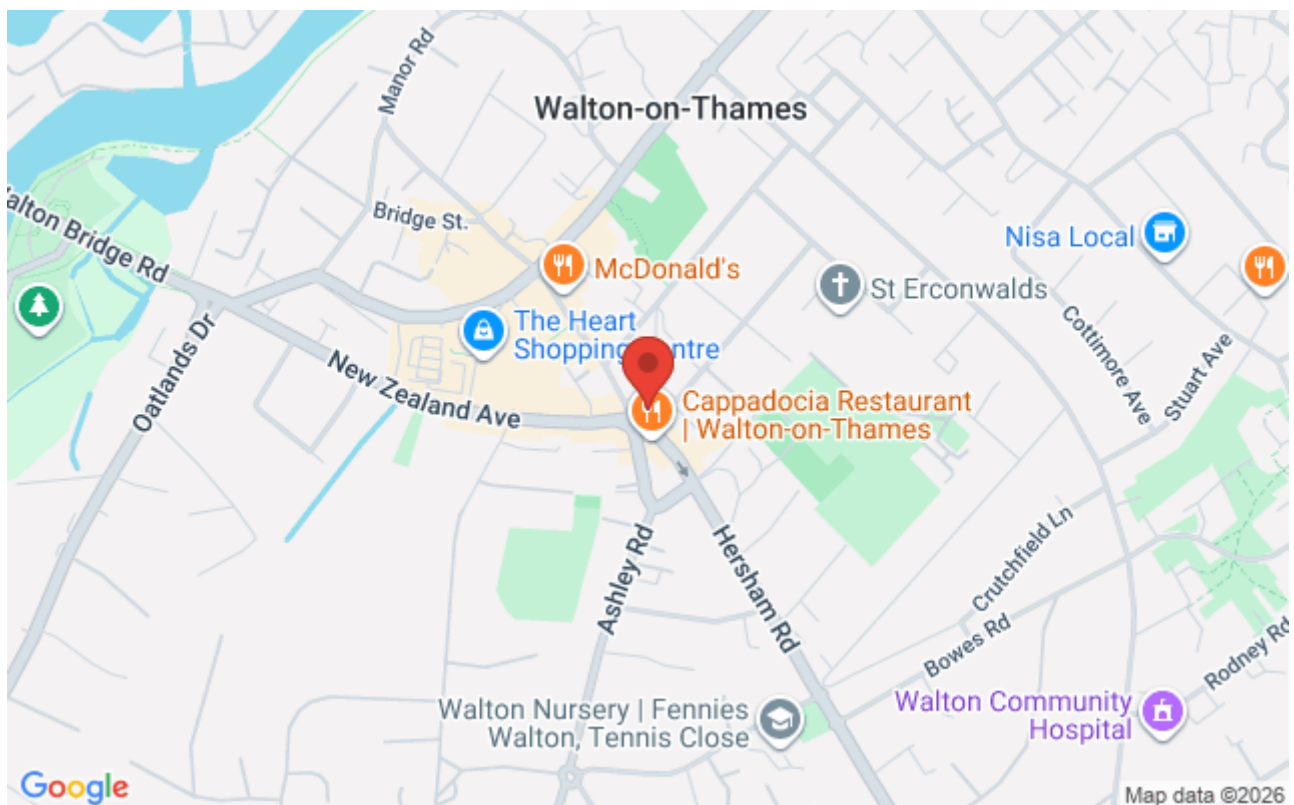 Manor Rd
Walton-on-Thames
Walton Bridge Rd
Bridge St.
Nisa Local
McDonald's
St Erconwalds
The Heart
Shopping Centre
Oatlands Dr
New Zealand Ave
Cottimore Ave
Stuart Ave
Cappadocia Restaurant
| Walton-on-Thames
Ashley Rd
Hersham Rd
Crutchfield Ln
Bowes Rd
Rodney Rd
Walton Nursery | Fennies
Walton, Tennis Close
Walton Community
Hospital
Google
Map data ©2026